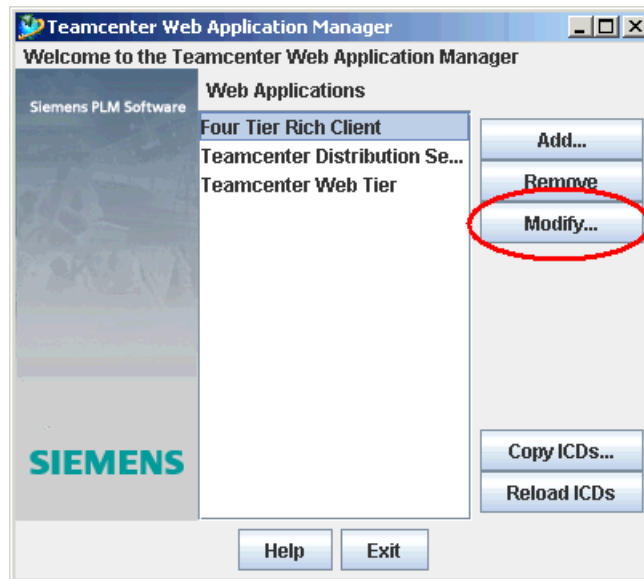 Teamcenter Web Application Manager
Welcome to the Teamcenter Web Application Manager
Siemens PLM Software
Web Applications
Four Tier Rich Client
Teamcenter Distribution Se...
Teamcenter Web Tier
Add...
Remove
Modify...
SIEMENS
Copy ICDs...
Reload ICDs
Help
Exit